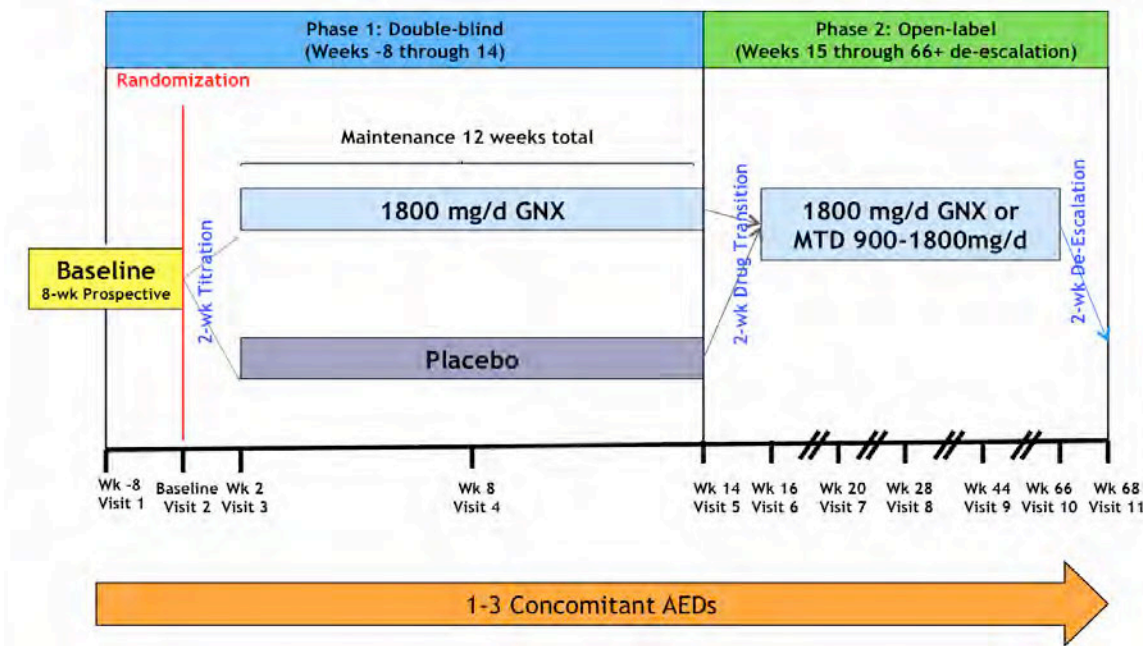 Phase 1: Double-blind
(Weeks -8 through 14)
Phase 2: Open-label
(Weeks 15 through 66+ de-escalation)
Randomization
Maintenance 12 weeks total
1800 mg/d GNX
1800 mg/d GNX or
MTD 900-1800mg/d
Baseline
8-wk Prospective
2-wk Titration
2-wk Drug Transition
2-wk De-Escalation
Placebo
Wk -8
Visit 1
Baseline
Visit 2
Wk 2
Visit 3
Wk 8
Visit 4
Wk 14
Visit 5
Wk 16
Visit 6
Wk 20
Visit 7
Wk 28
Visit 8
Wk 44
Visit 9
Wk 66
Visit 10
Wk 68
Visit 11
1-3 Concomitant AEDs